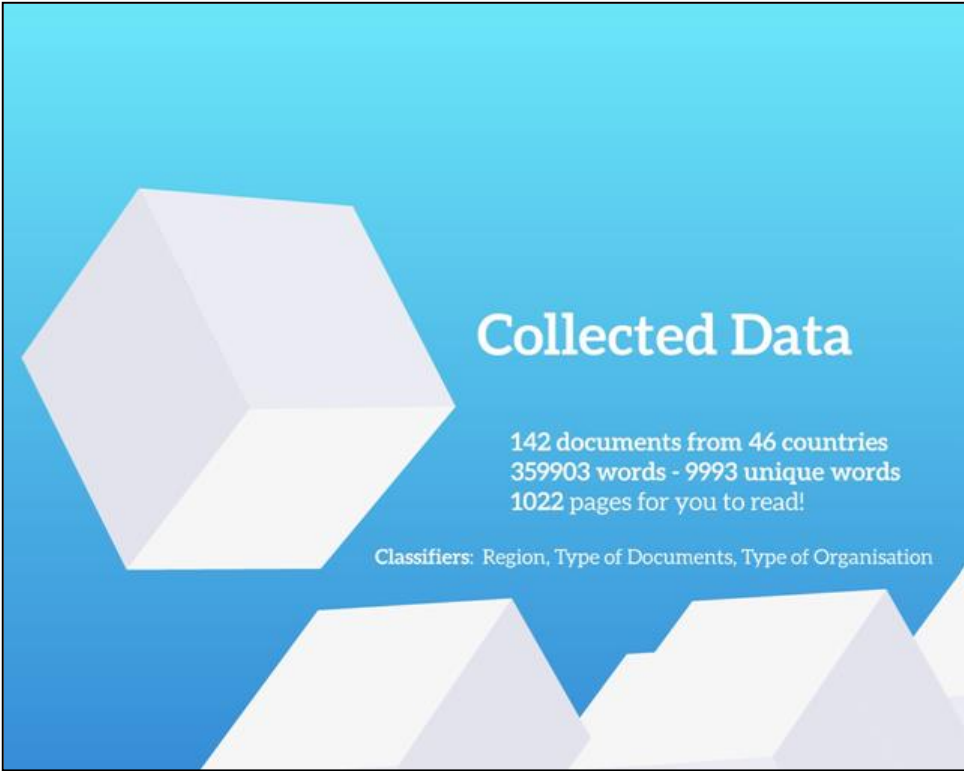 Collected Data
142 documents from 46 countries
359903 words - 9993 unique words
1022 pages for you to read!
Classifiers: Region, Type of Documents, Type of Organisation